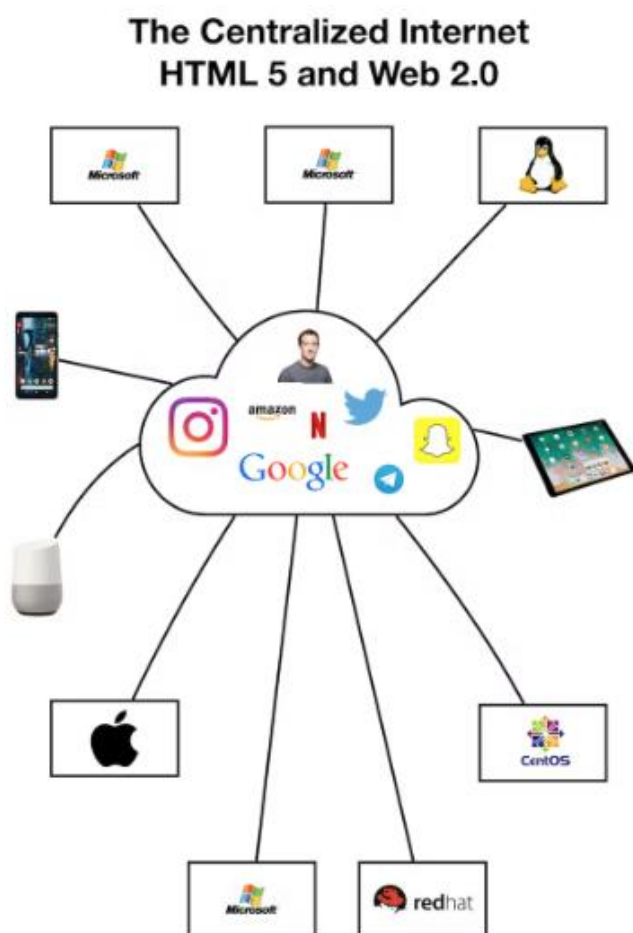 The Centralized Internet
HTML 5 and Web 2.0
Microsoft
Microsoft
amazon
N
Google
Microsoft
redhat
CentOS